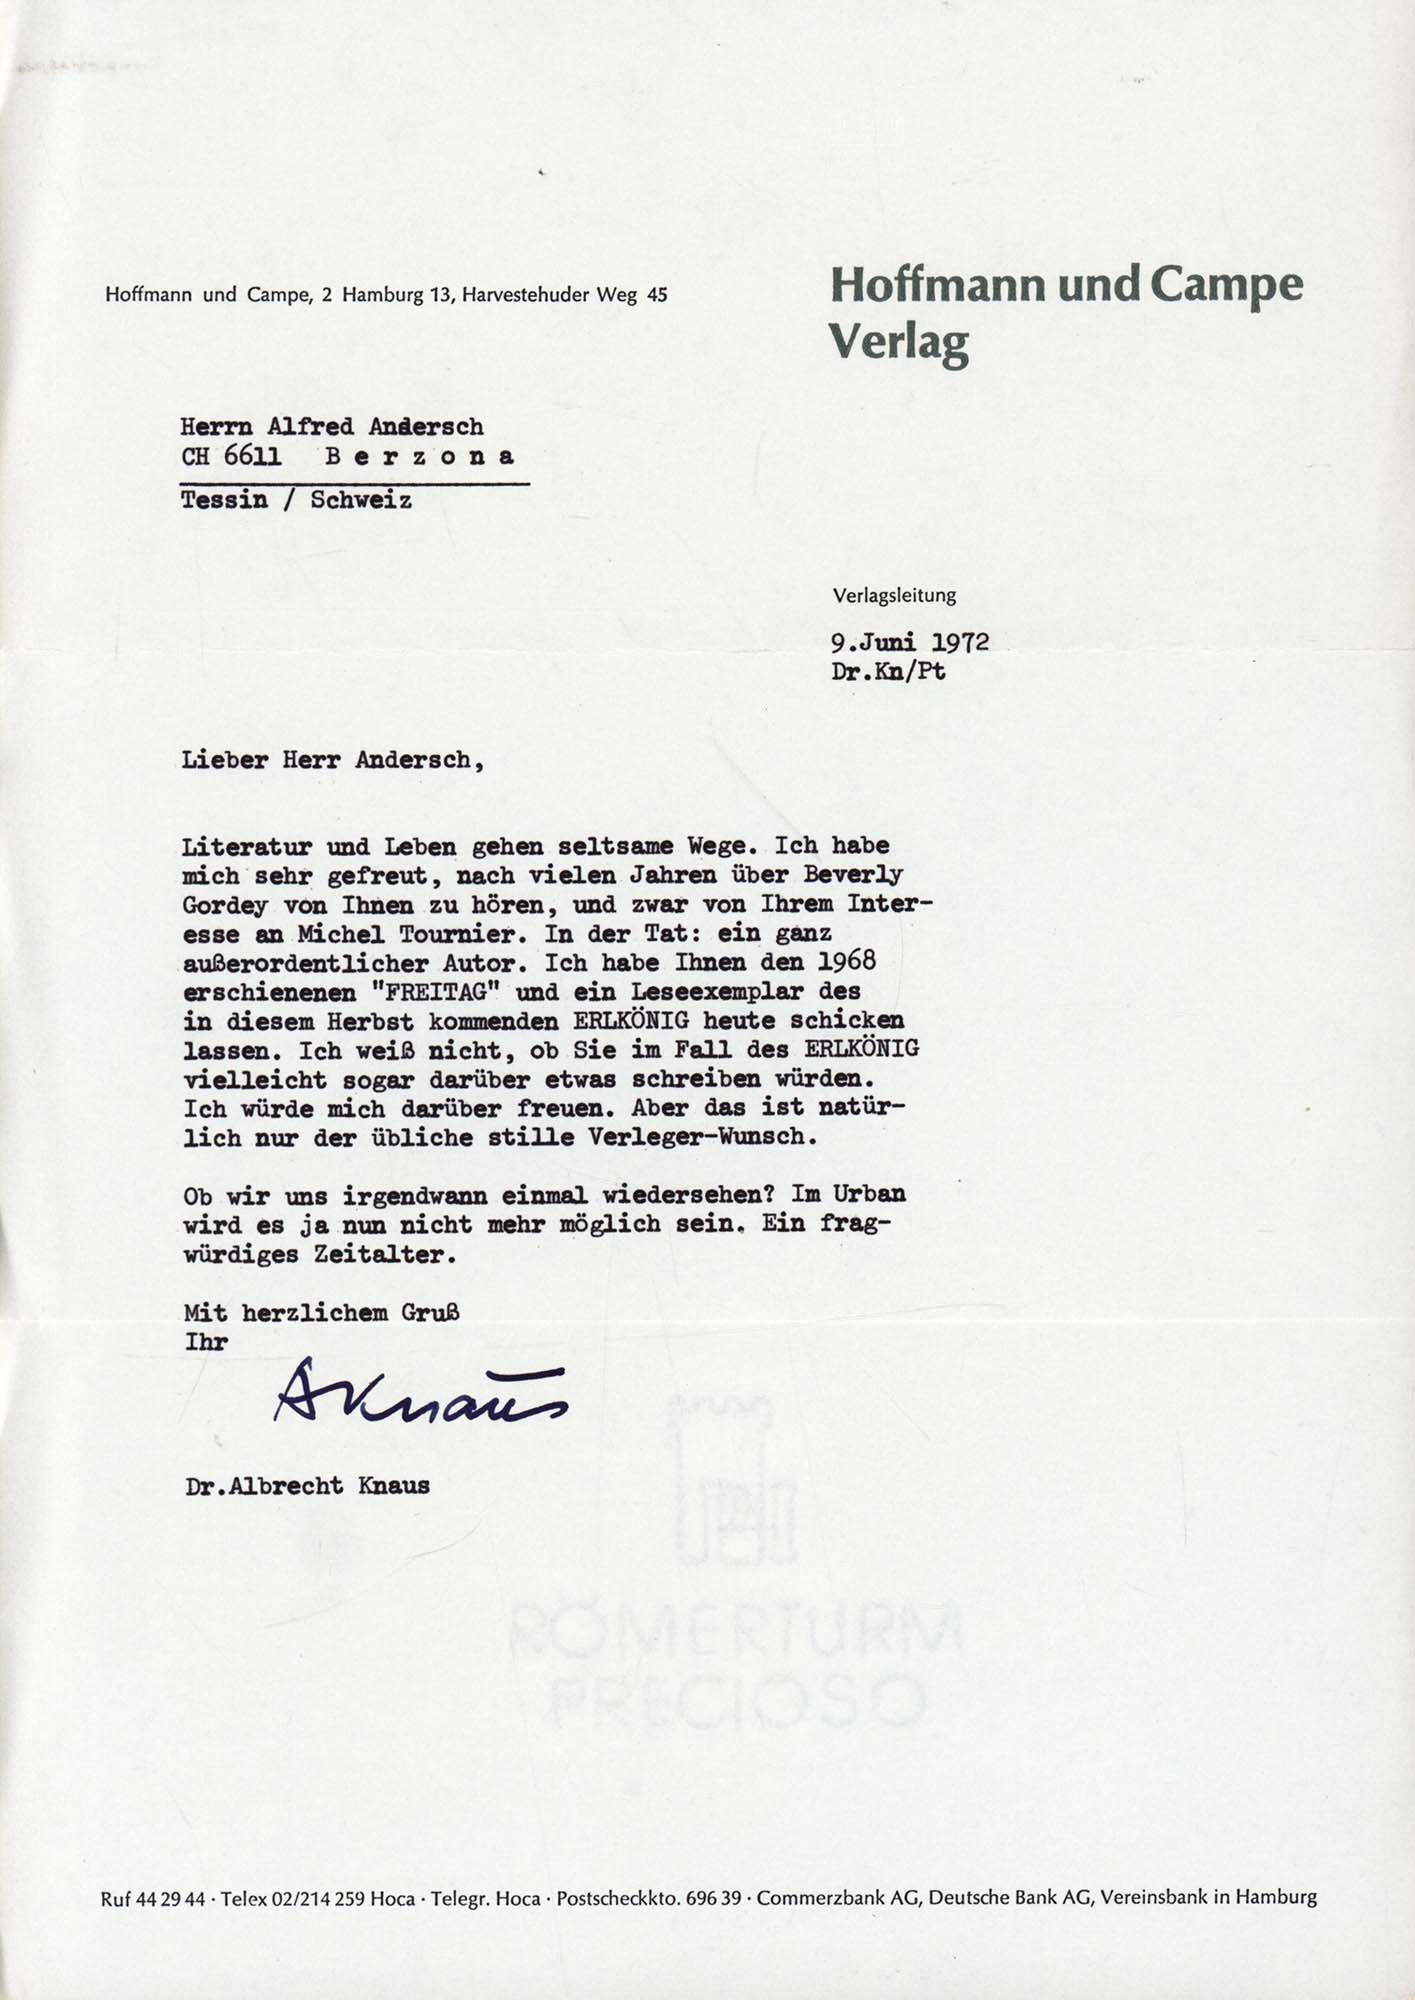 Hoffmann und Campe, 2 Hamburg 13, Harvestehuder Weg 45
Hoffmann und Campe
Verlag
Herrn Alfred Andersch
CH 6611 B e r z o n a
Tessin / Schweiz
Verlagsleitung
9.Juni 1972
Dr.Kn/Pt
Lieber Herr Andersch,
Literatur und Leben gehen seltsame Wege. Ich habe
mich sehr gefreut, nach vielen Jahren über Beverly
Gordey von Ihnen zu hören, und zwar von Ihrem Inter-
esse an Michel Tournier. In der Tat: ein ganz
außerordentlicher Autor. Ich habe Ihnen den 1968
erschienenen "FREITAG" und ein Leseexemplar des
in diesem Herbst kommenden ERLKÖNIG heute schicken
lassen. Ich weiß nicht, ob Sie im Fall des ERLKÖNIG
vielleicht sogar darüber etwas schreiben würden.
Ich würde mich darüber freuen. Aber das ist natür-
lich nur der übliche stille Verleger-Wunsch.
Ob wir uns irgendwann einmal wiedersehen? Im Urban
wird es ja nun nicht mehr möglich sein. Ein frag-
würdiges Zeitalter.
Mit herzlichem Gruß
Ihr
AKnaus
Dr.Albrecht Knaus
RÖMERTURM
PRECIOSO
Ruf 44 29 44 · Telex 02/214 259 Hoca · Telegr. Hoca · Postscheckkto. 696 39 · Commerzbank AG, Deutsche Bank AG, Vereinsbank in Hamburg